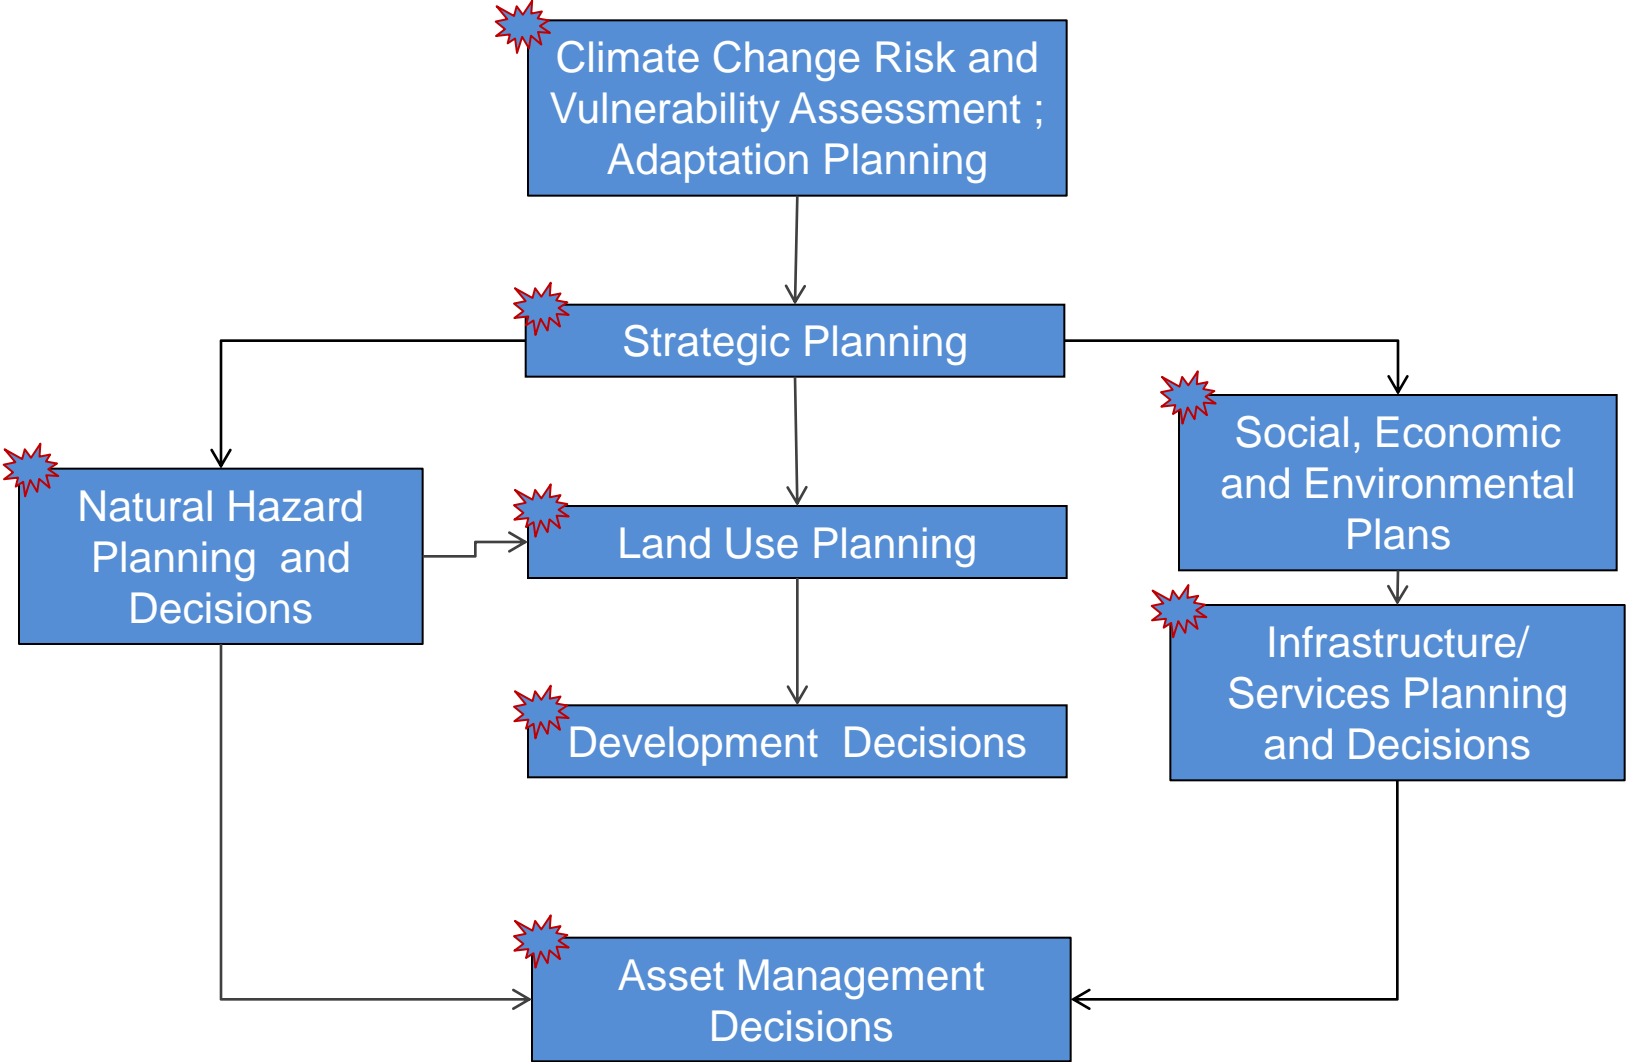 Climate Change Risk and
Vulnerability Assessment ;
Adaptation Planning
Strategic Planning
Social, Economic
and Environmental
Plans
Natural Hazard
Planning  and
Decisions
Land Use Planning
Infrastructure/
Services Planning
and Decisions
Development  Decisions
Asset Management
Decisions